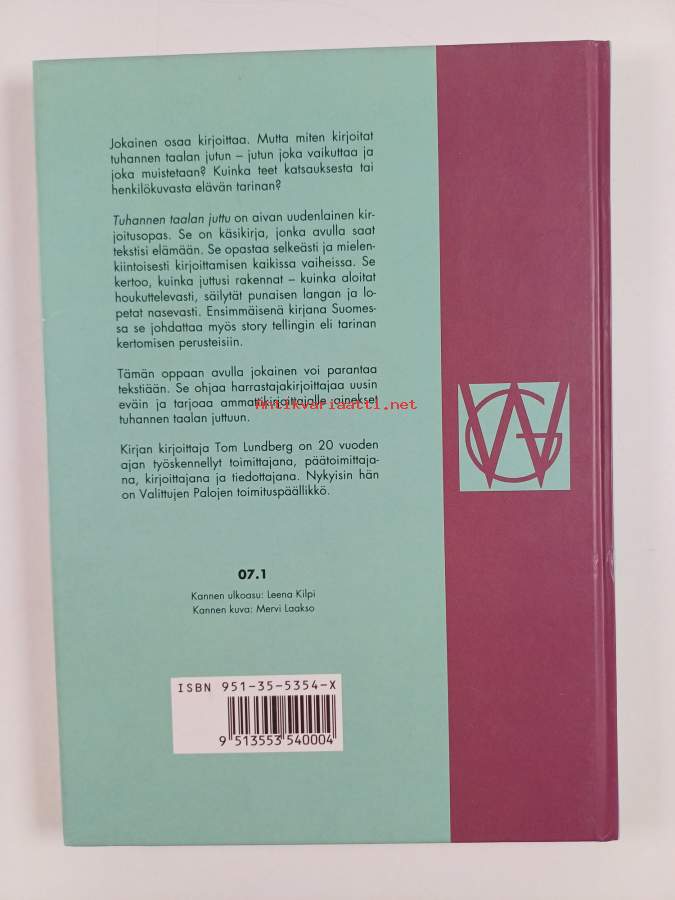 Jokainen osaa kirjoittaa. Mutta miten kirjoitat
tuhannen taalan jutun – jutun joka vaikuttaa ja
joka muistetaan? Kuinka teet katsauksesta tai
henkilökuvasta elävän tarinan?
Tuhannen taalan juttu on aivan uudenlainen kir-
joitusopas. Se on käsikirja, jonka avulla saat
tekstisi elämään. Se opastaa selkeästi ja mielen-
kiintoisesti kirjoittamisen kaikissa vaiheissa. Se
kertoo, kuinka juttusi rakennat – kuinka aloitat
houkuttelevasti, säilytät punaisen langan ja lo-
petat nasevasti. Ensimmäisenä kirjana Suomes-
sa se johdattaa myös story tellingin eli tarinan
kertomisen perusteisiin.
Tämän oppaan avulla jokainen voi parantaa
tekstiään. Se ohjaa harrastajakirjoittajaa uusin
eväin ja tarjoaa ammattikirjoittajalle ainekset
tuhannen taalan juttuun.
Antikvariaatti.net
Kirjan kirjoittaja Tom Lundberg on 20 vuoden
ajan työskennellyt toimittajana, päätoimittaja-
na, kirjoittajana ja tiedottajana. Nykyisin hän
on Valittujen Palojen toimituspäällikkö.
WG
07.1
Kannen ulkoasu: Leena Kilpi
Kannen kuva: Mervi Laakso
ISBN 951-35-5354-X
9 513553 540004